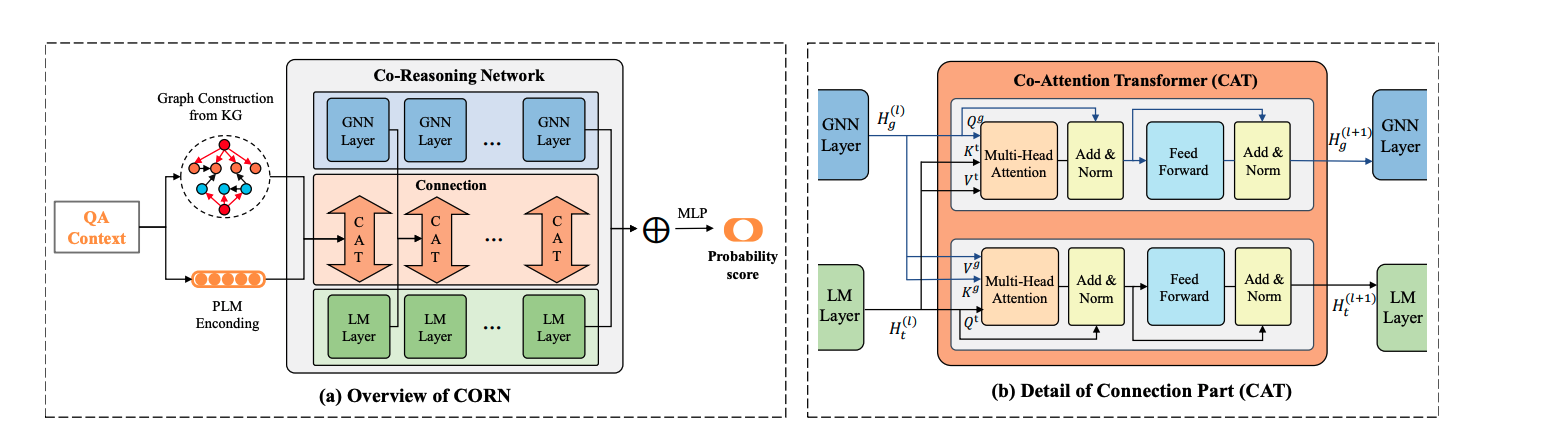 Co-Reasoning Network
Graph Construction
from KG
GNN
Layer
GNN
Layer
...
GNN
Layer
Connection
QA
Context
C
A
T
C
A
T
...
C
A
T
MLP
Probability
score
PLM
Encoding
LM
Layer
LM
Layer
...
LM
Layer
(a) Overview of CORN
Co-Attention Transformer (CAT)
GNN
Layer
H_g^{(l)}
Q^g
K^t
V^t
Multi-Head
Attention
Add &
Norm
Feed
Forward
Add &
Norm
H_g^{(l+1)}
GNN
Layer
LM
Layer
H_t^{(l)}
V^g
K^g
Q^t
Multi-Head
Attention
Add &
Norm
Feed
Forward
Add &
Norm
H_t^{(l+1)}
LM
Layer
(b) Detail of Connection Part (CAT)